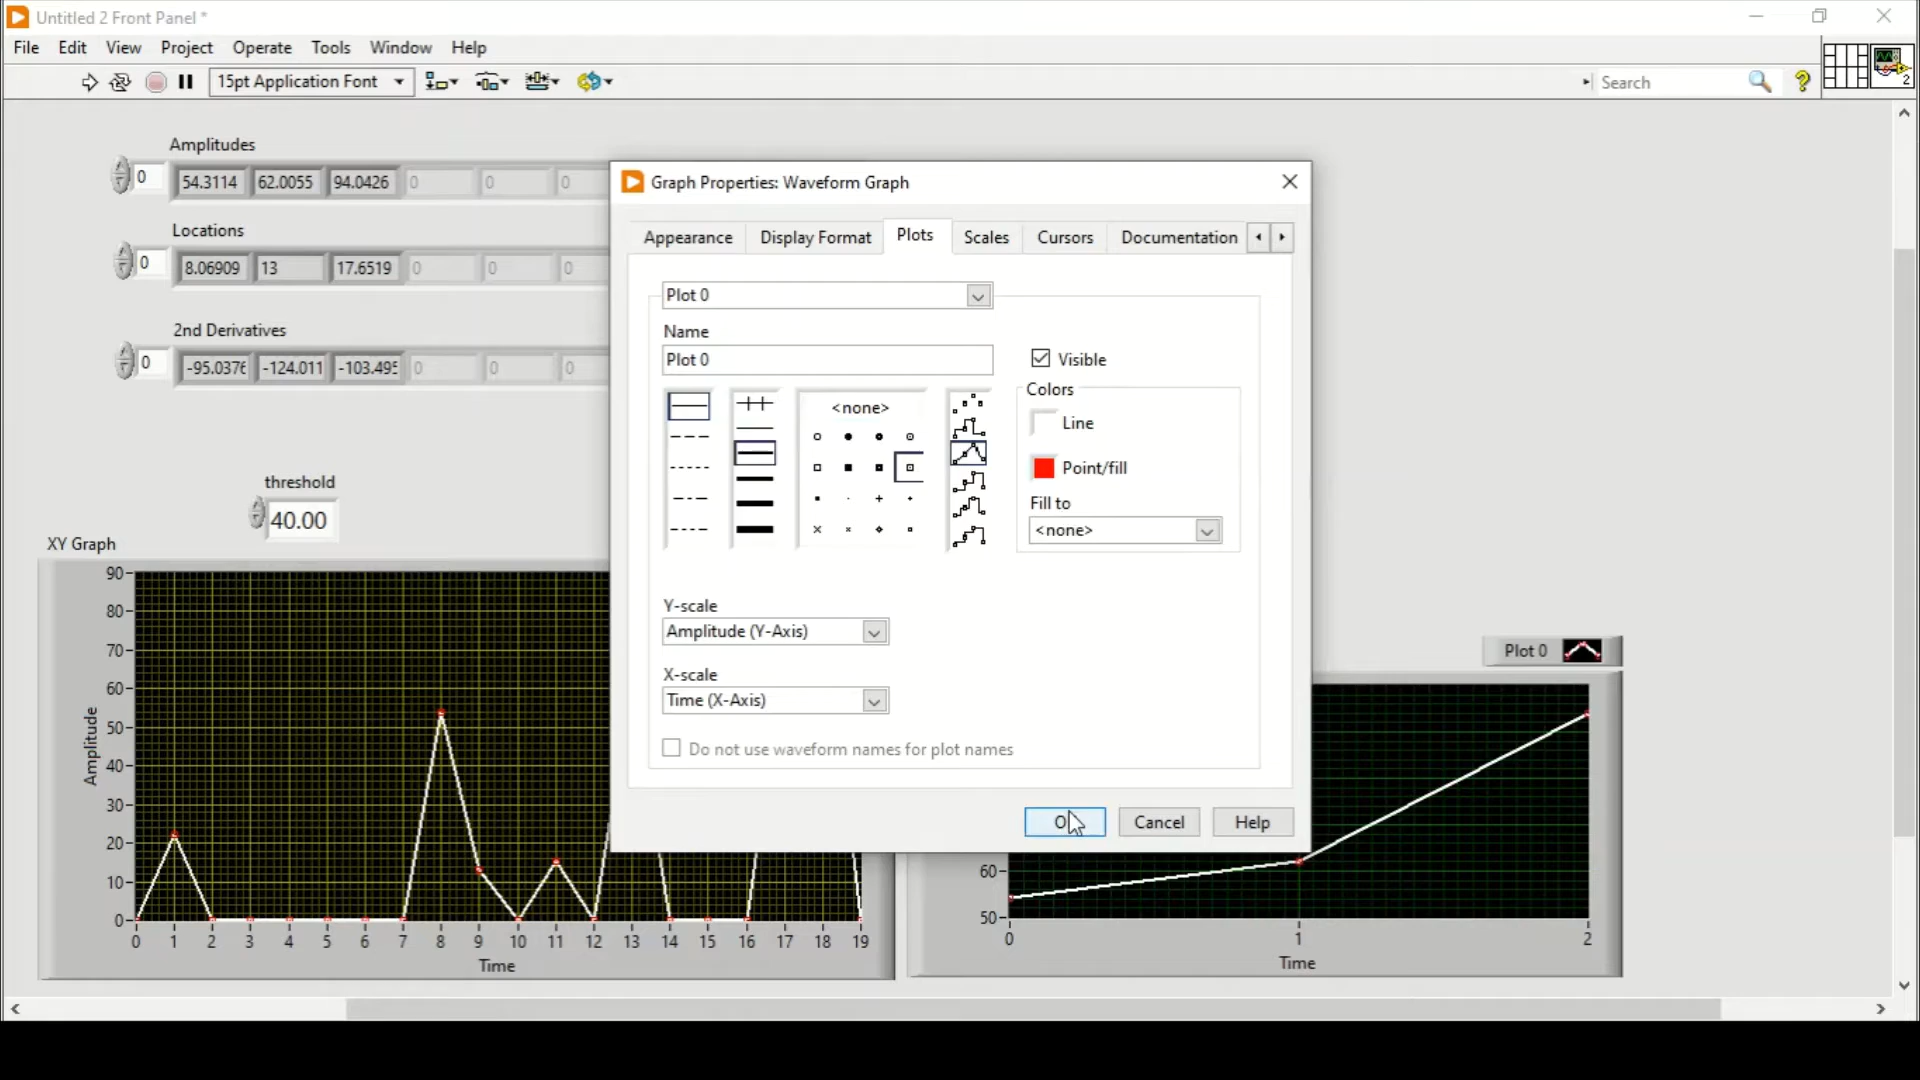 Untitled 2 Front Panel *
File Edit View Project Operate Tools Window Help
15pt Application Font
Search
2
Amplitudes
0 54.3114 62.0055 94.0426 0 0 0
Locations
0 8.06909 13 17.6519 0 0 0
2nd Derivatives
0 -95.037 -124.011 -103.49 0 0 0
threshold
40.00
XY Graph
90
80
70
60
50
40
30
20
10
0
Amplitude
0 1 2 3 4 5 6 7 8 9 10 11 12 13 14 15 16 17 18 19
Time
Graph Properties: Waveform Graph
Appearance Display Format Plots Scales Cursors Documentation
Plot 0
Name
Plot 0
Visible
<none>
Colors
Line
Point/fill
Fill to
<none>
Y-scale
Amplitude (Y-Axis)
X-scale
Time (X-Axis)
Do not use waveform names for plot names
O Cancel Help
Plot 0
60
50
0 1 2
Time